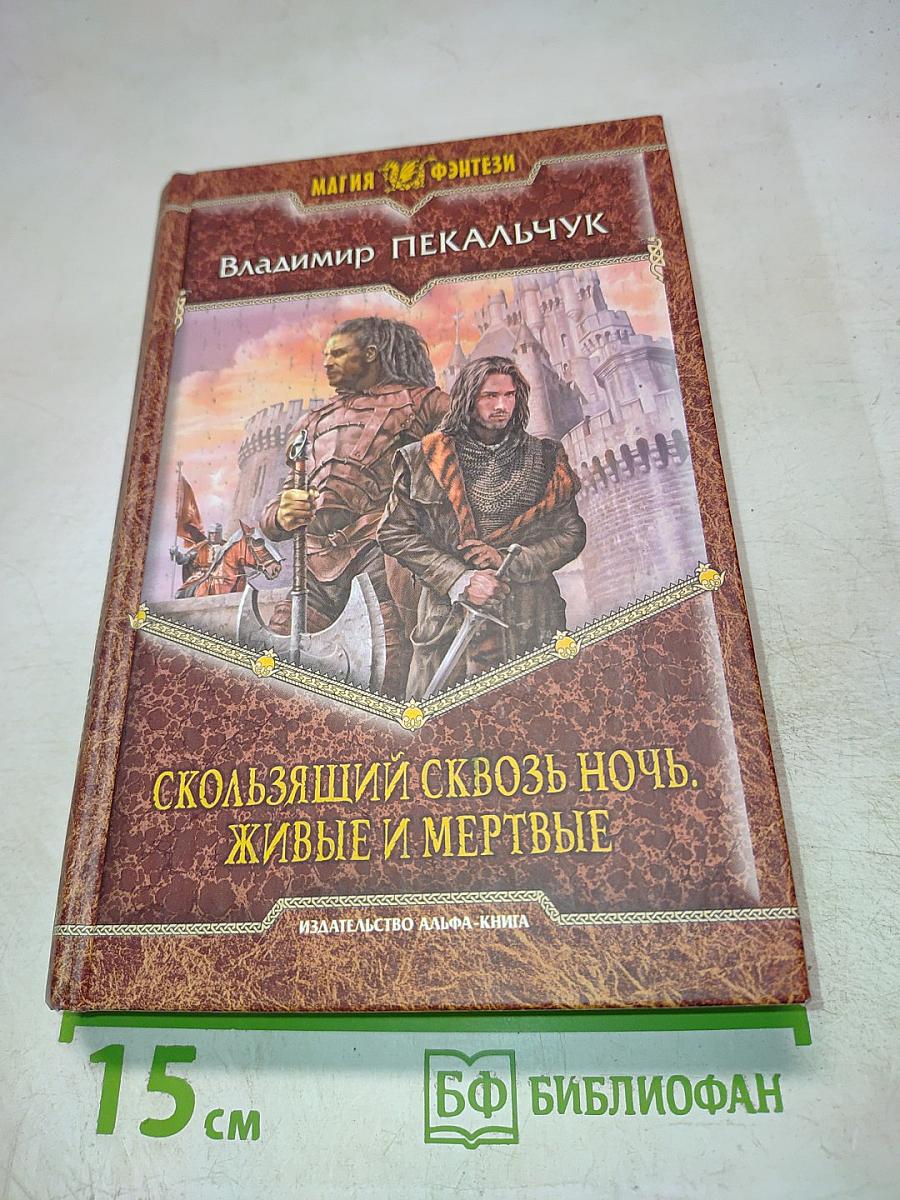 МАГИЯ ФЭНТЕЗИ
Владимир ПЕКАЛЬЧУК
СКОЛЬЗЯЩИЙ СКВОЗЬ НОЧЬ.
ЖИВЫЕ И МЕРТВЫЕ
ИЗДАТЕЛЬСТВО АЛЬФА-КНИГА
15 см
БФ БИБЛИОФАН